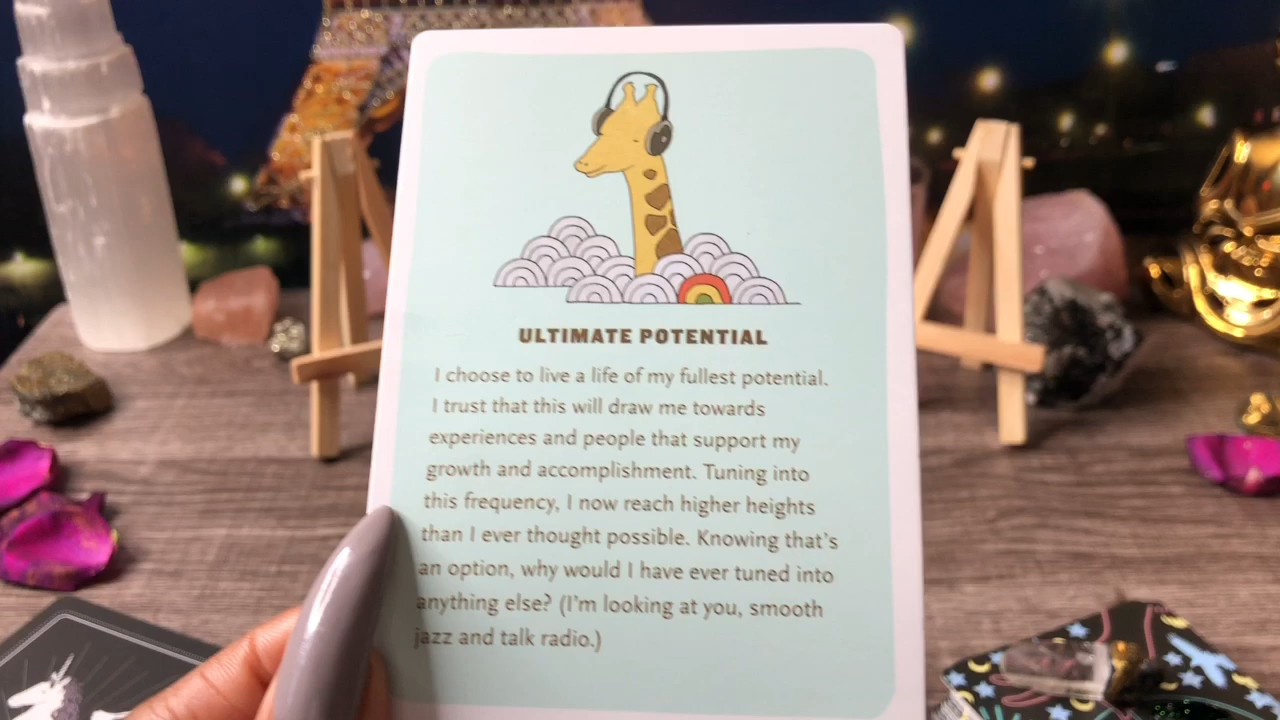 ULTIMATE POTENTIAL
I choose to live a life of my fullest potential.
I trust that this will draw me towards
experiences and people that support my
growth and accomplishment. Tuning into
this frequency, I now reach higher heights
than I ever thought possible. Knowing that's
an option, why would I have ever tuned into
anything else? (I'm looking at you, smooth
jazz and talk radio.)